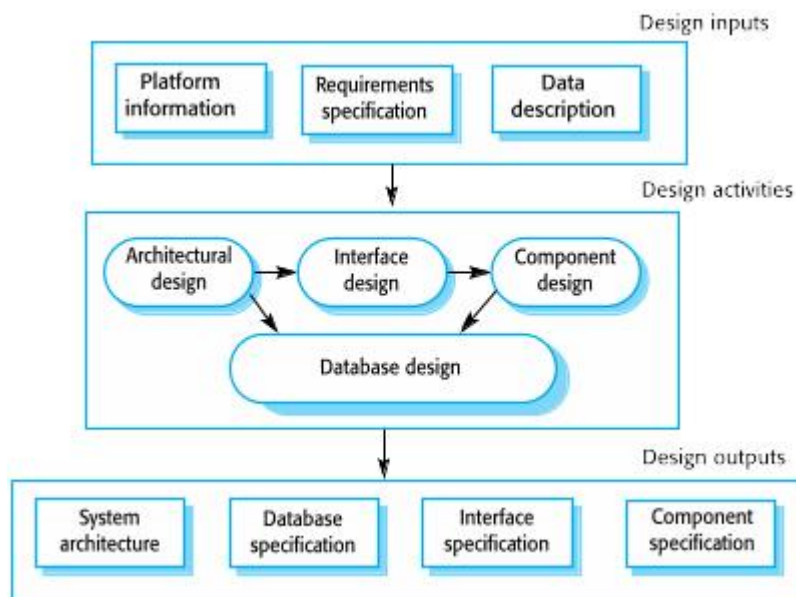 Design inputs
Platform
information
Requirements
specification
Data
description
Design activities
Architectural
design
Interface
design
Component
design
Database design
Design outputs
System
architecture
Database
specification
Interface
specification
Component
specification